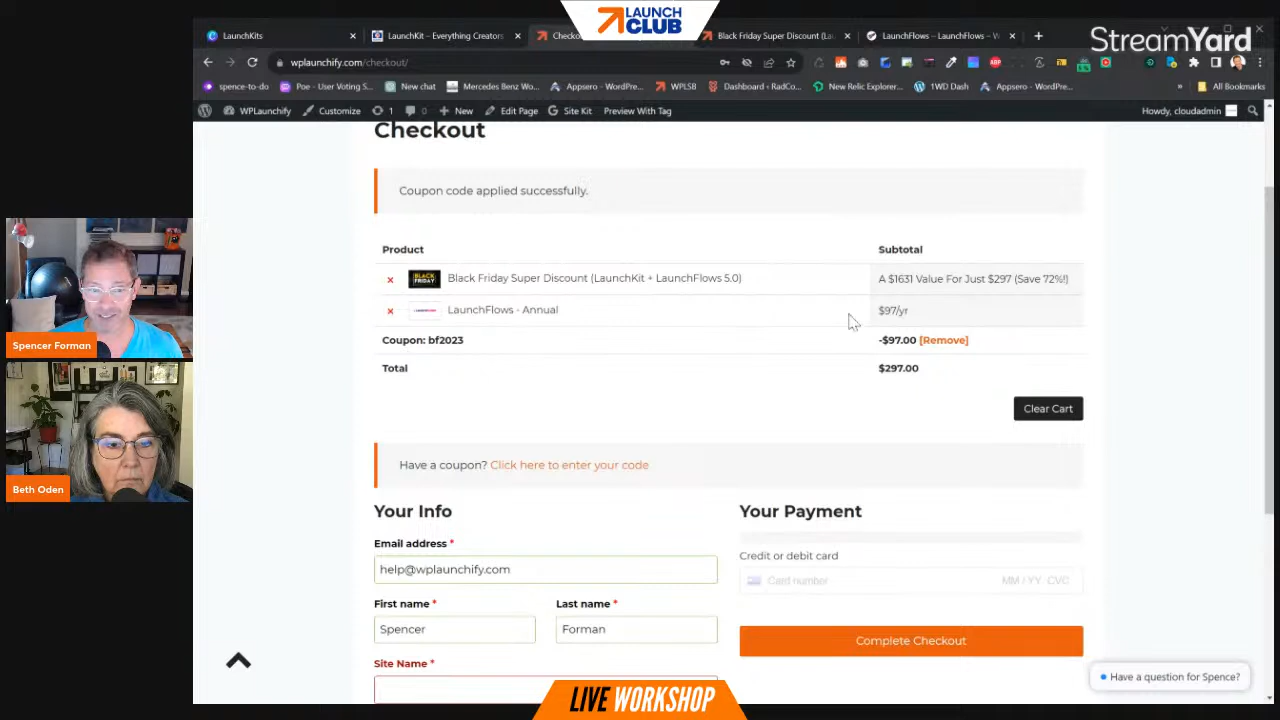 LAUNCH
CLUB
StreamYard
LaunchKits
LaunchKit – Everything Creators
Checko
Black Friday Super Discount (Lau
LaunchFlows – LaunchFlows – W
wplaunchify.com/checkout/
spence-to-do
Poe - User Voting S...
New chat
Mercedes Benz Wo...
Appsero - WordPre...
WPLSB
Dashboard ‹ RadCo...
New Relic Explorer...
1WD Dash
Appsero - WordPre...
»
All Bookmarks
WPLaunchify
Customize
1
0
New
Edit Page
Site Kit
Preview With Tag
Howdy, cloudadmin
Checkout
Coupon code applied successfully.
Product Subtotal
× BLACK FRIDAY Black Friday Super Discount (LaunchKit + LaunchFlows 5.0) A $1631 Value For Just $297 (Save 72%!)
× LaunchFlows - Annual $97/yr
Coupon: bf2023 -$97.00 [Remove]
Total $297.00
Clear Cart
Have a coupon? Click here to enter your code
Your Info
Email address *
help@wplaunchify.com
First name *
Last name *
Spencer
Forman
Site Name *
Your Payment
Credit or debit card
Card number MM / YY CVC
Complete Checkout
Have a question for Spence?
Spencer Forman
Beth Oden
LIVE WORKSHOP